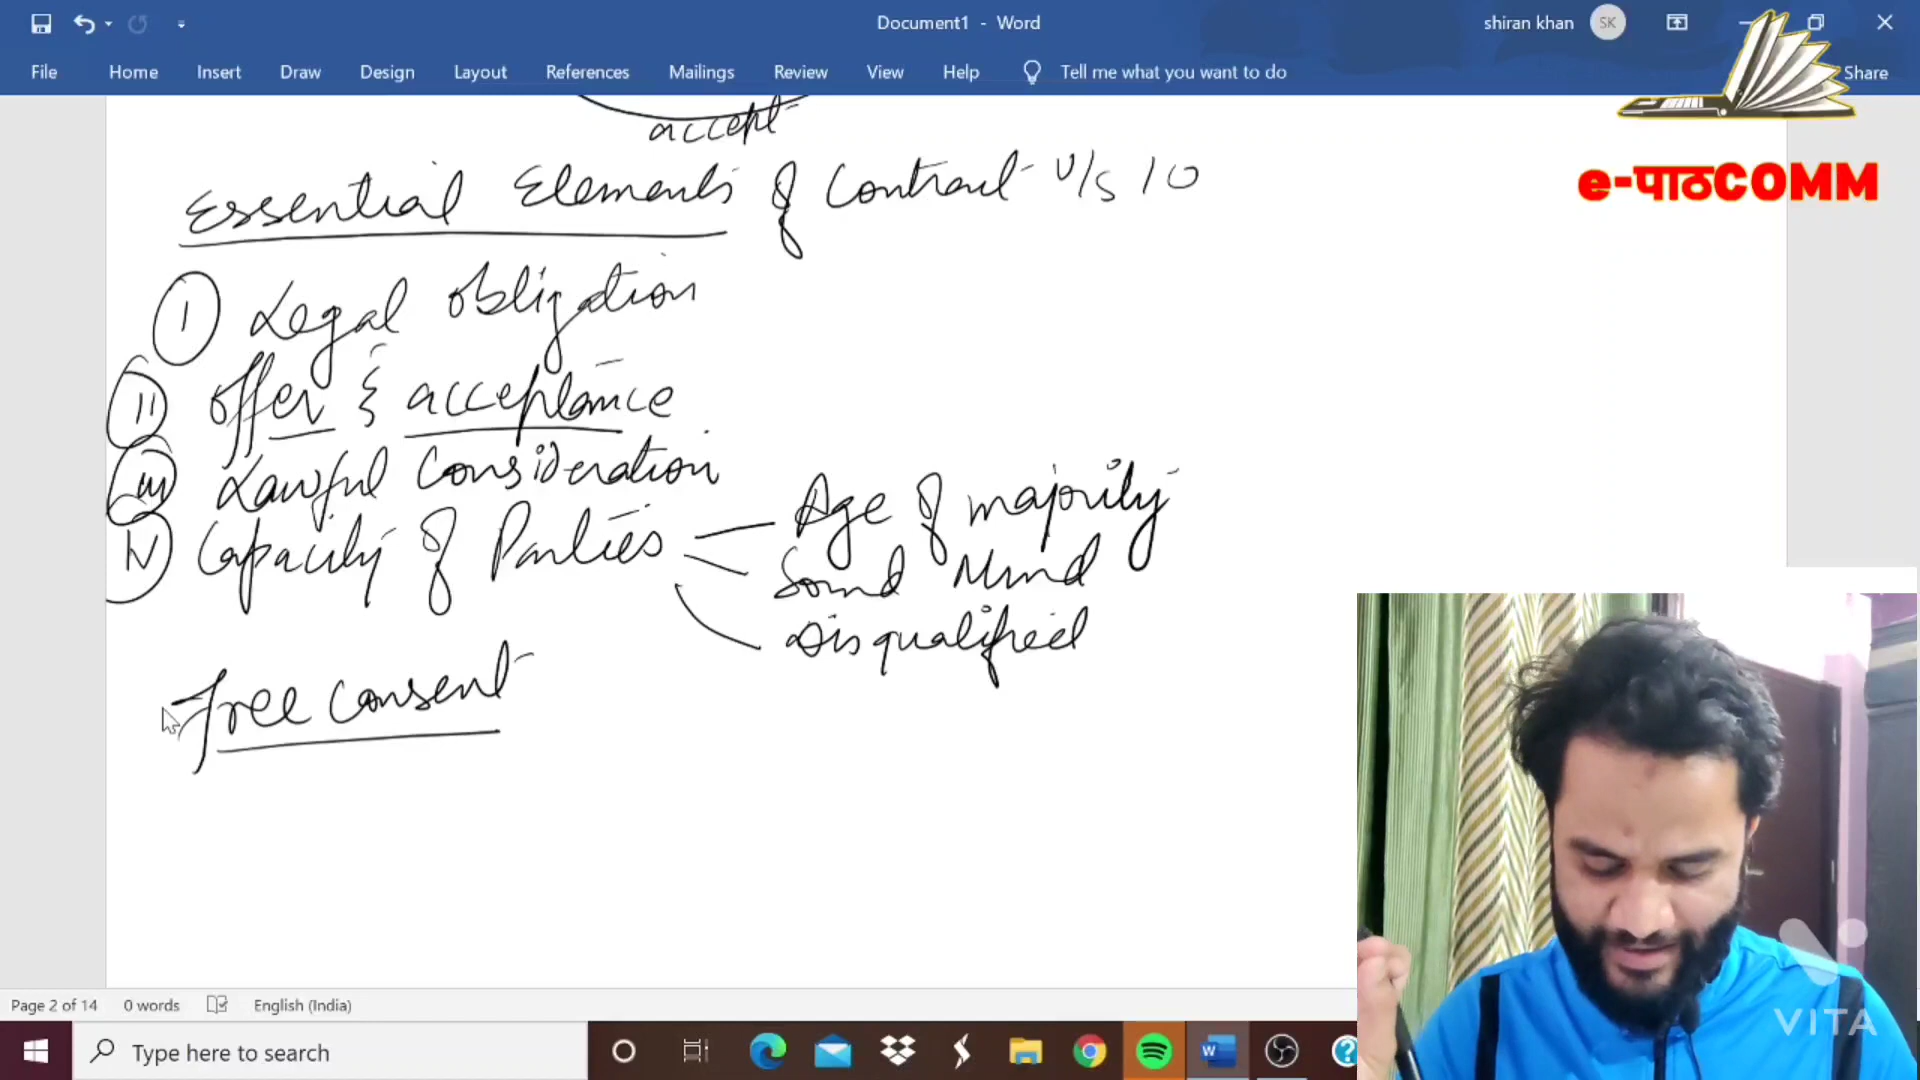 Document1 - Word
shiran khan SK
File Home Insert Draw Design Layout References Mailings Review View Help Tell me what you want to do Share
accept
e-पाठCOMM
Essential Elements of Contract U/S 10
I Legal obligation
II Offer & acceptance
III Lawful Consideration
IV Capacity of Parties
Age of majority
Sound Mind
Disqualified
Free Consent
VITA
Page 2 of 14 0 words English (India)
Type here to search